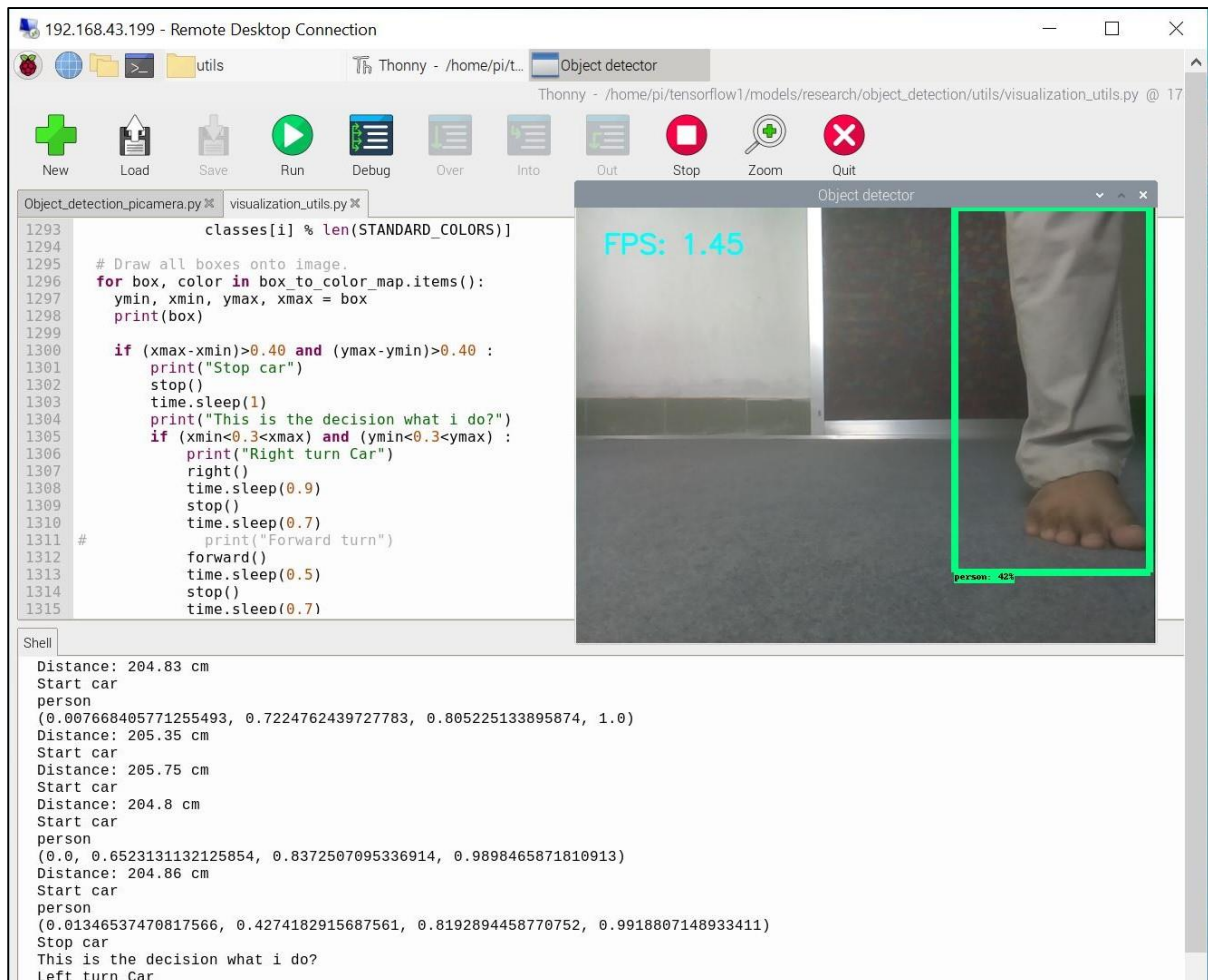 192.168.43.199 - Remote Desktop Connection
utils
Thonny - /home/pi/t...
Object detector
Thonny - /home/pi/tensorflow1/models/research/object_detection/utils/visualization_utils.py @ 17
New Load Save Run Debug Over Into Out Stop Zoom Quit
Object_detection_picamera.py
visualization_utils.py
1293 classes[i] % len(STANDARD_COLORS)]
1294
1295 # Draw all boxes onto image.
1296 for box, color in box_to_color_map.items():
1297 ymin, xmin, ymax, xmax = box
1298 print(box)
1299
1300 if (xmax-xmin)>0.40 and (ymax-ymin)>0.40 :
1301 print("Stop car")
1302 stop()
1303 time.sleep(1)
1304 print("This is the decision what i do?")
1305 if (xmin<0.3<xmax) and (ymin<0.3<ymax) :
1306 print("Right turn Car")
1307 right()
1308 time.sleep(0.9)
1309 stop()
1310 time.sleep(0.7)
1311 # print("Forward turn")
1312 forward()
1313 time.sleep(0.5)
1314 stop()
1315 time.sleep(0.7)
Object detector
FPS: 1.45
person: 42%
Shell
Distance: 204.83 cm
Start car
person
(0.007668405771255493, 0.7224762439727783, 0.805225133895874, 1.0)
Distance: 205.35 cm
Start car
Distance: 205.75 cm
Start car
Distance: 204.8 cm
Start car
person
(0.0, 0.6523131132125854, 0.8372507095336914, 0.9898465871810913)
Distance: 204.86 cm
Start car
person
(0.01346537470817566, 0.4274182915687561, 0.8192894458770752, 0.9918807148933411)
Stop car
This is the decision what i do?
Left turn Car